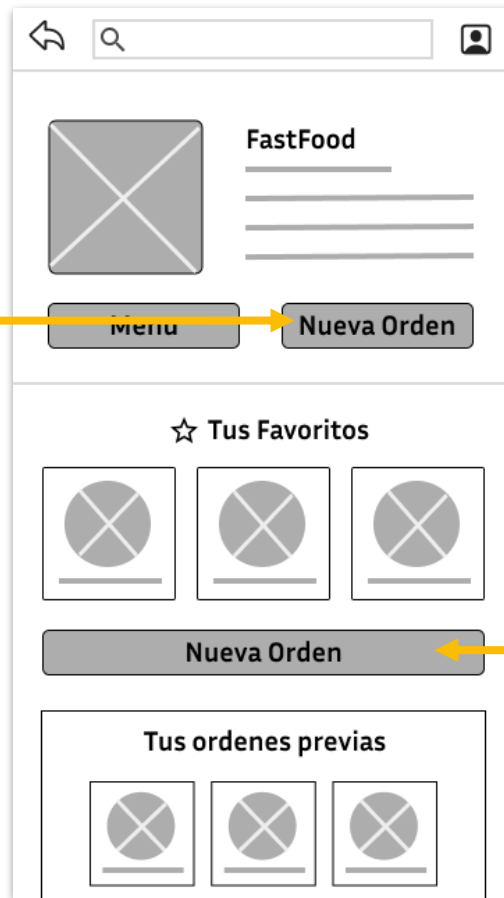 FastFood
Menu
Nueva Orden
Tus Favoritos
Nueva Orden
Tus ordenes previas